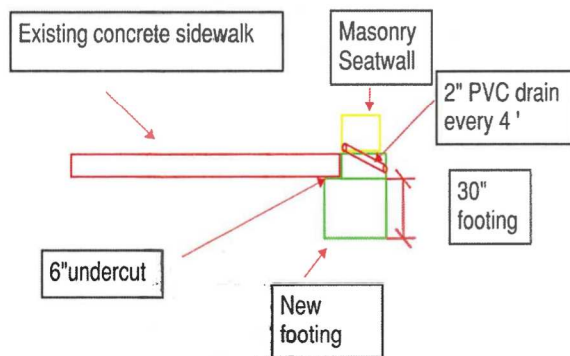 Existing concrete sidewalk
Masonry
Seatwall
2" PVC drain
every 4 '
30"
footing
6"undercut
New
footing